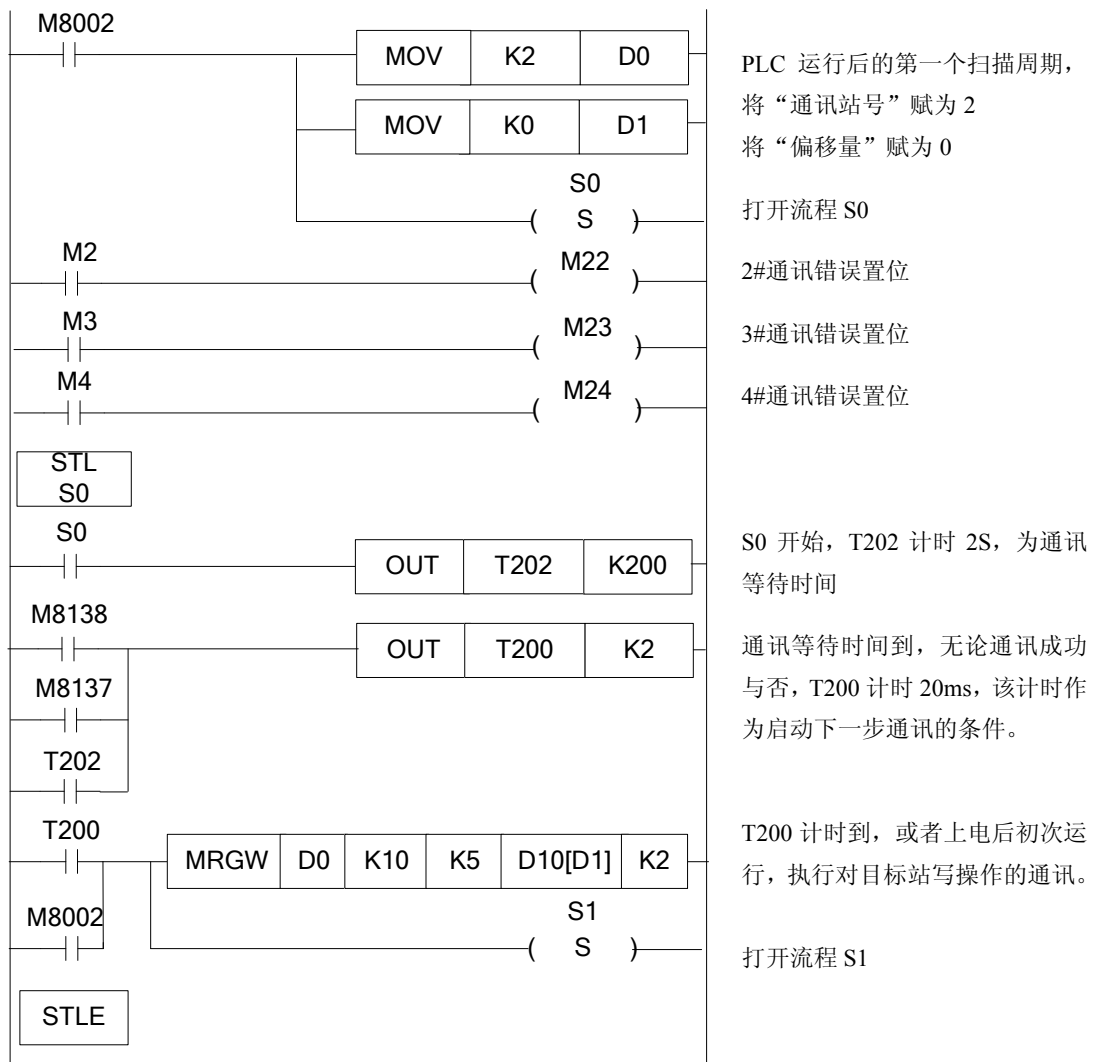 M8002
MOV K2 D0
PLC 运行后的第一个扫描周期，
将“通讯站号”赋为 2
MOV K0 D1
将“偏移量”赋为 0
S0
( S )
打开流程 S0
M2
( M22 )
2#通讯错误置位
M3
( M23 )
3#通讯错误置位
M4
( M24 )
4#通讯错误置位
STL
S0
S0
OUT T202 K200
S0 开始，T202 计时 2S，为通讯
等待时间
M8138
OUT T200 K2
通讯等待时间到，无论通讯成功
M8137
与否，T200 计时 20ms，该计时作
为启动下一步通讯的条件。
T202
T200
MRGW D0 K10 K5 D10[D1] K2
T200 计时到，或者上电后初次运
行，执行对目标站写操作的通讯。
M8002
S1
( S )
打开流程 S1
STLE